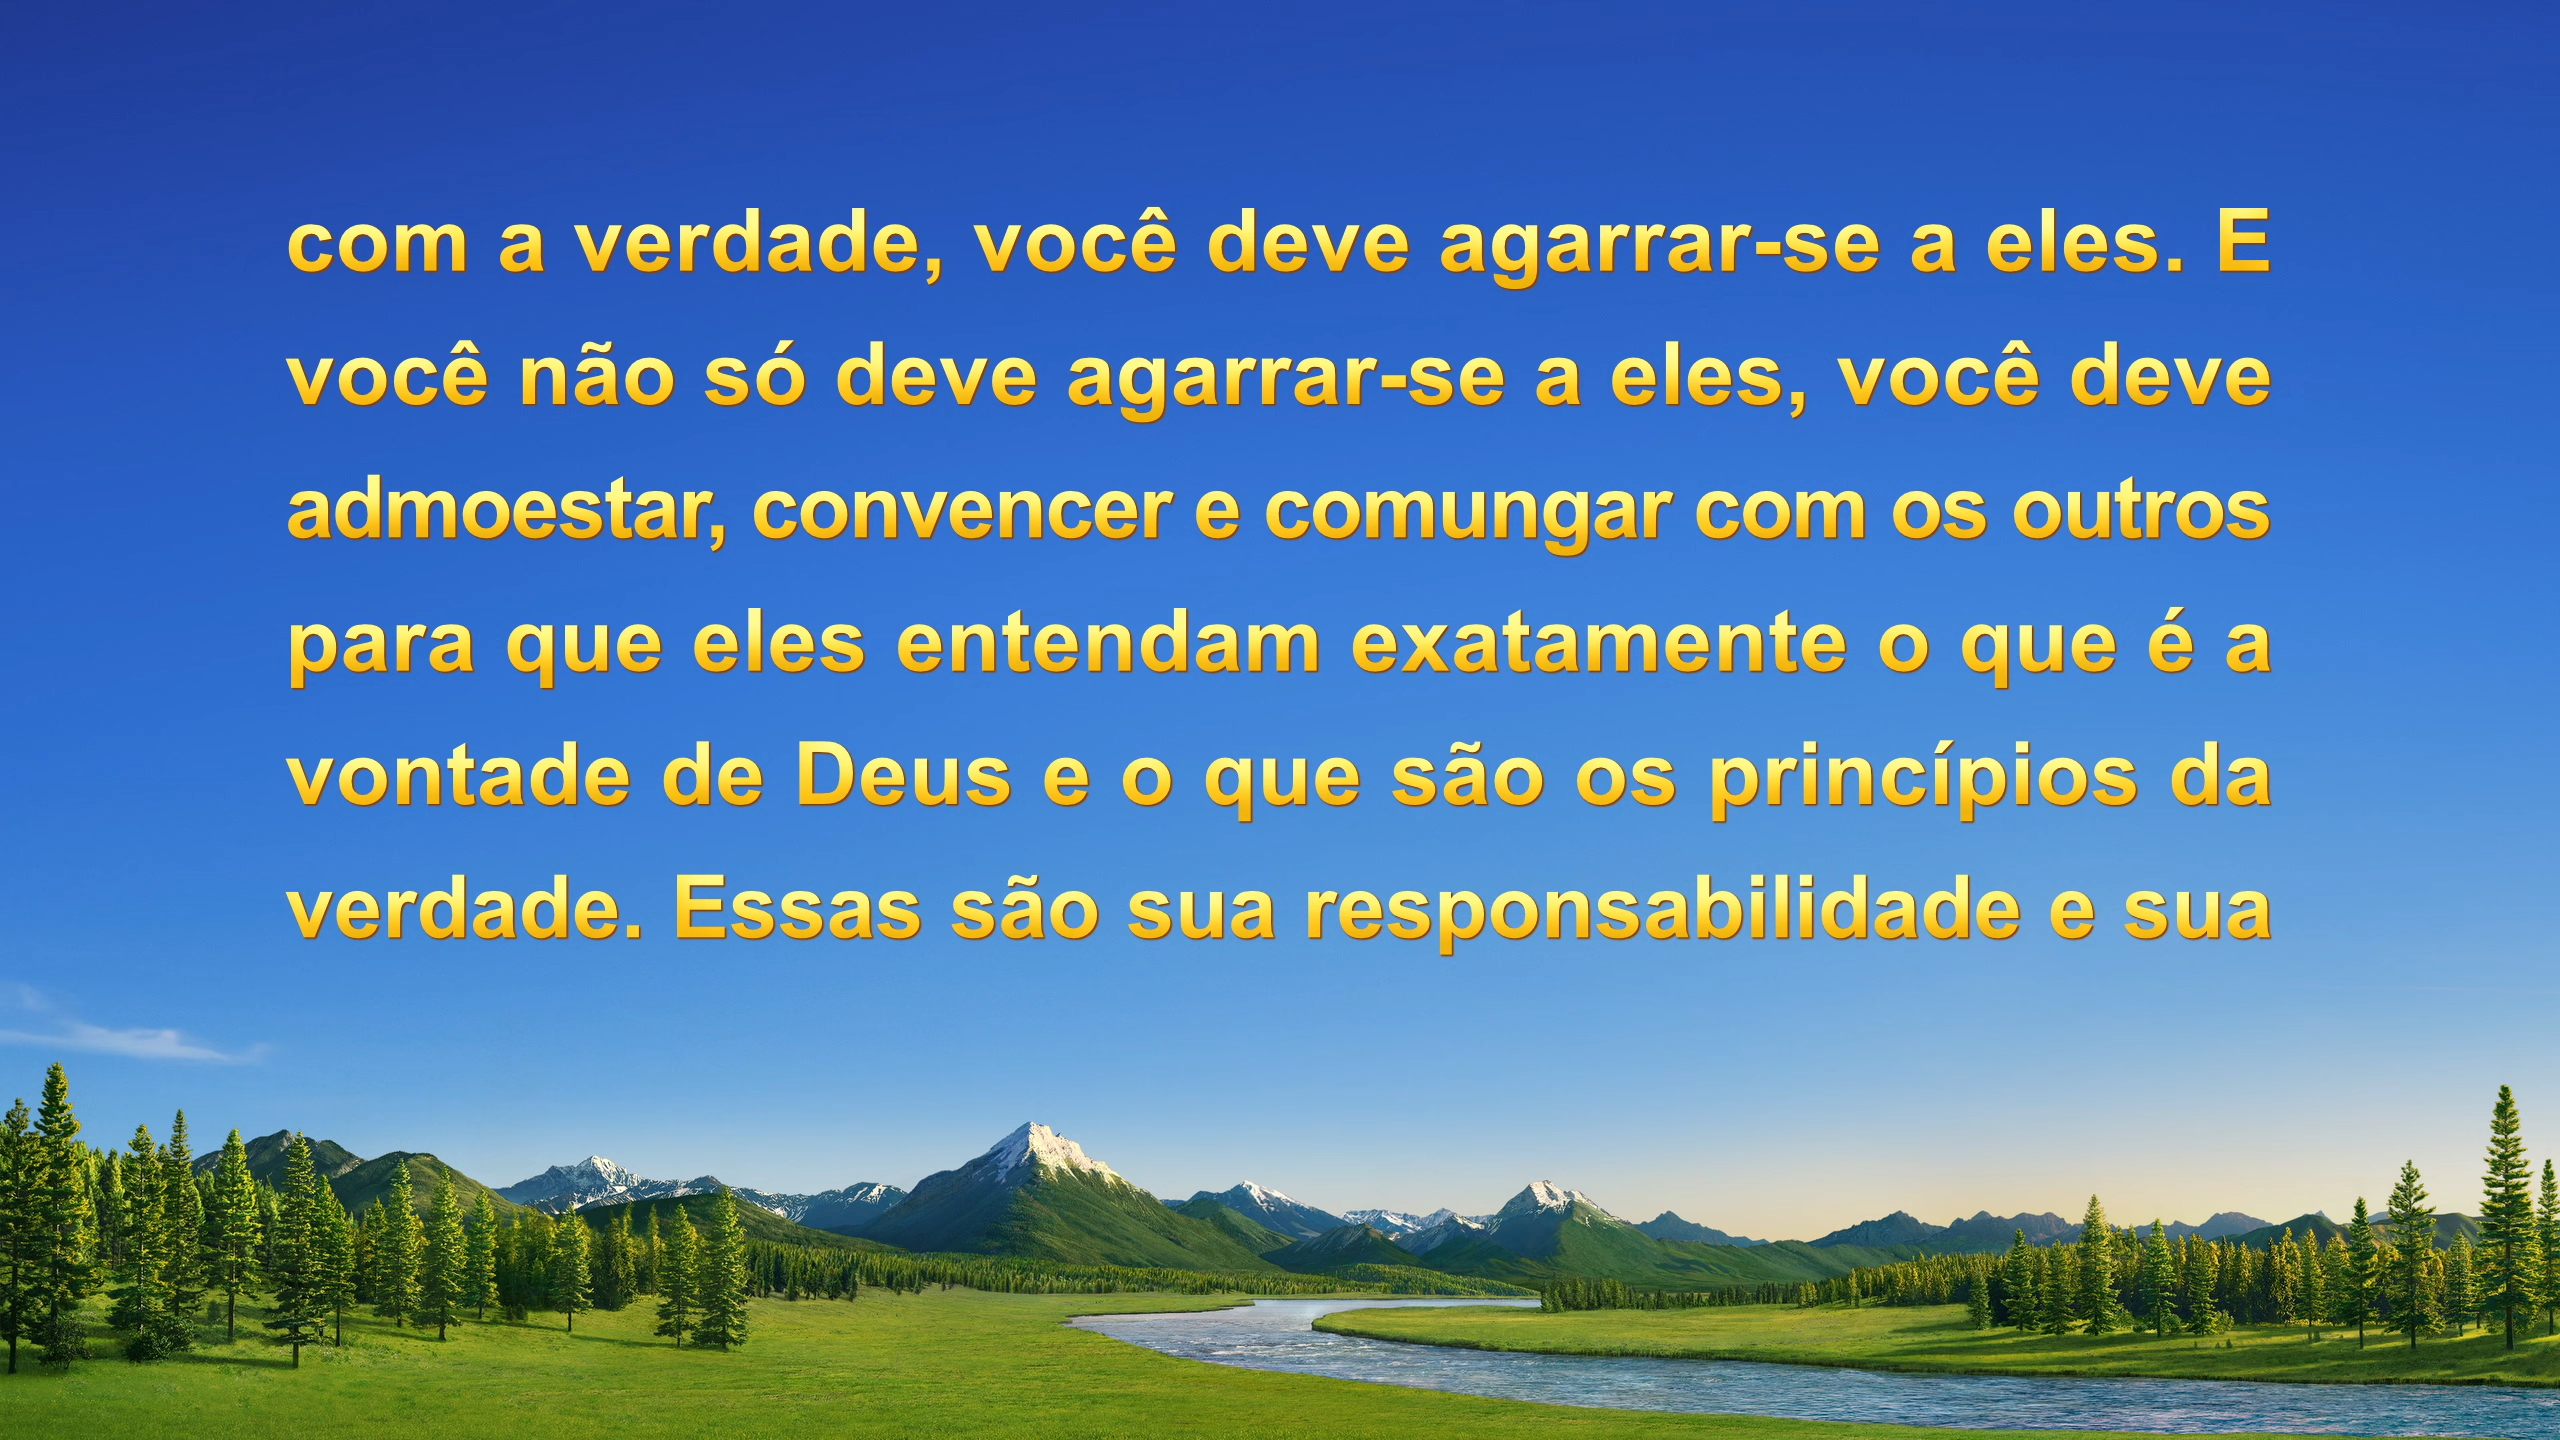 com a verdade, você deve agarrar-se a eles. E
você não só deve agarrar-se a eles, você deve
admoestar, convencer e comungar com os outros
para que eles entendam exatamente o que é a
vontade de Deus e o que são os princípios da
verdade. Essas são sua responsabilidade e sua